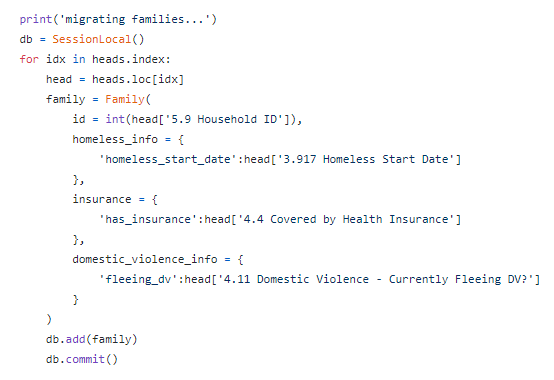 print('migrating families...')
db = SessionLocal()
for idx in heads.index:
    head = heads.loc[idx]
    family = Family(
        id = int(head['5.9 Household ID']),
        homeless_info = {
            'homeless_start_date':head['3.917 Homeless Start Date']
        },
        insurance = {
            'has_insurance':head['4.4 Covered by Health Insurance']
        },
        domestic_violence_info = {
            'fleeing_dv':head['4.11 Domestic Violence - Currently Fleeing DV?']
        }
    )
    db.add(family)
    db.commit()